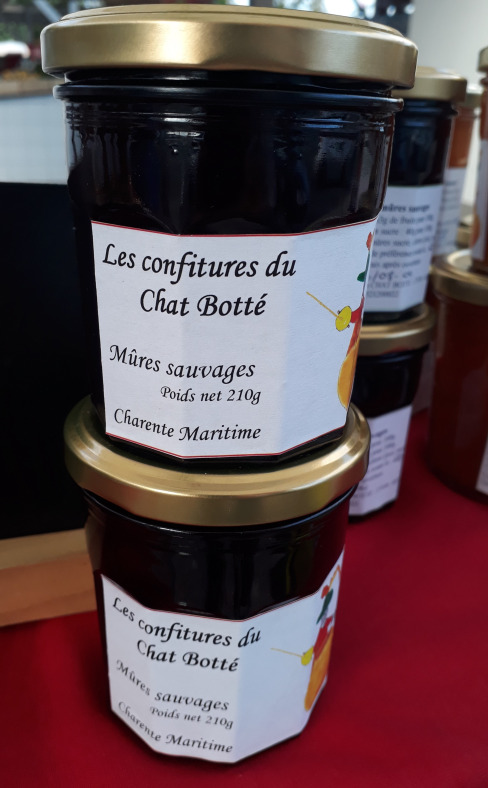 Les confitures du
Chat Botté
Mûres sauvages
Poids net 210g
Charente Maritime
Les confitures du
Chat Botté
Mûres sauvages
Poids net 210g
Charente Maritime
sauvages